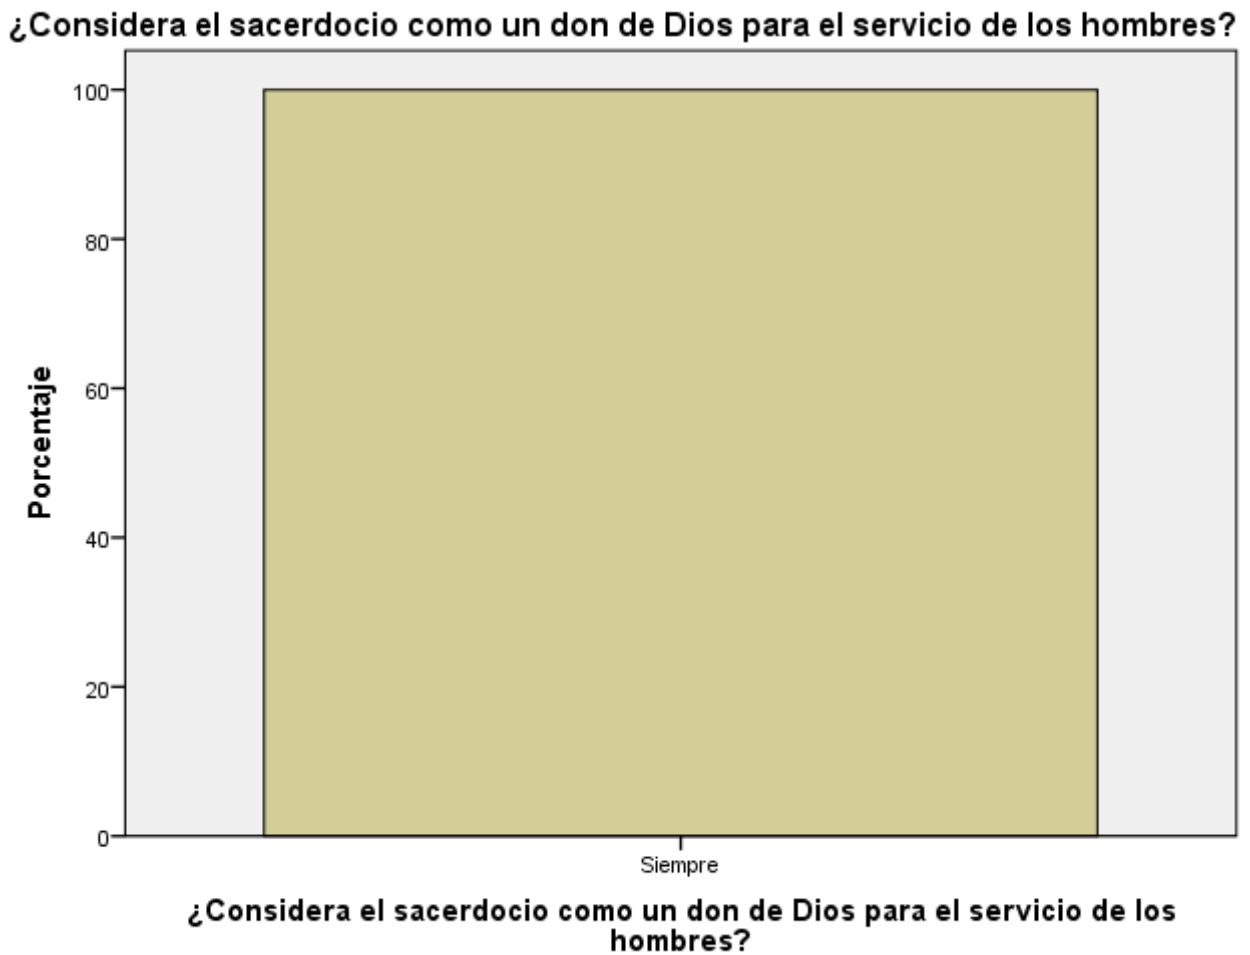 ¿Considera el sacerdocio como un don de Dios para el servicio de los hombres?
100
80
60
40
20
0
Porcentaje
Siempre
¿Considera el sacerdocio como un don de Dios para el servicio de los
hombres?